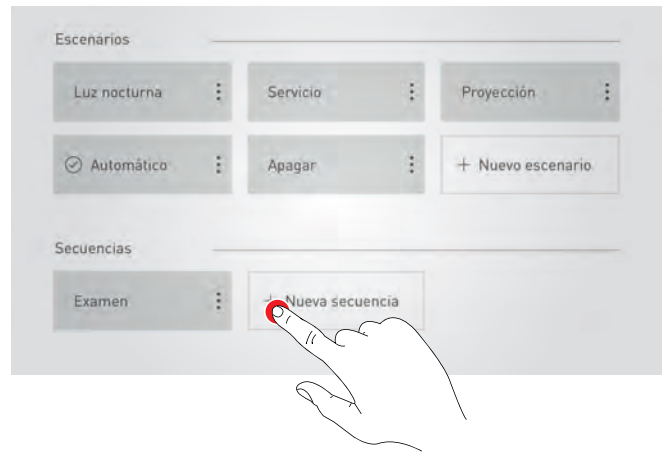 Escenarios
Luz nocturna
Servicio
Proyección
Automático
Apagar
+ Nuevo escenario
Secuencias
Examen
+ Nueva secuencia